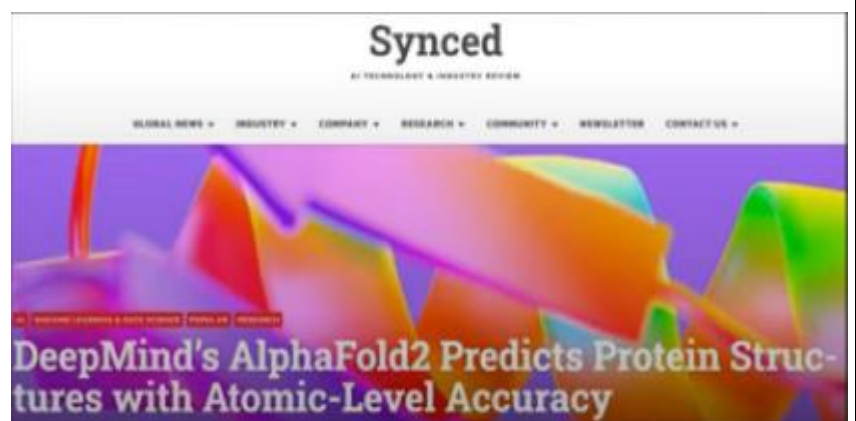 Synced
AI TECHNOLOGY & INDUSTRY REVIEW
GLOBAL NEWS INDUSTRY COMPANY RESEARCH COMMUNITY NEWSLETTER CONTACT US
AI MACHINE LEARNING & DATA SCIENCE POPULAR RESEARCH
DeepMind's AlphaFold2 Predicts Protein Struc-
tures with Atomic-Level Accuracy